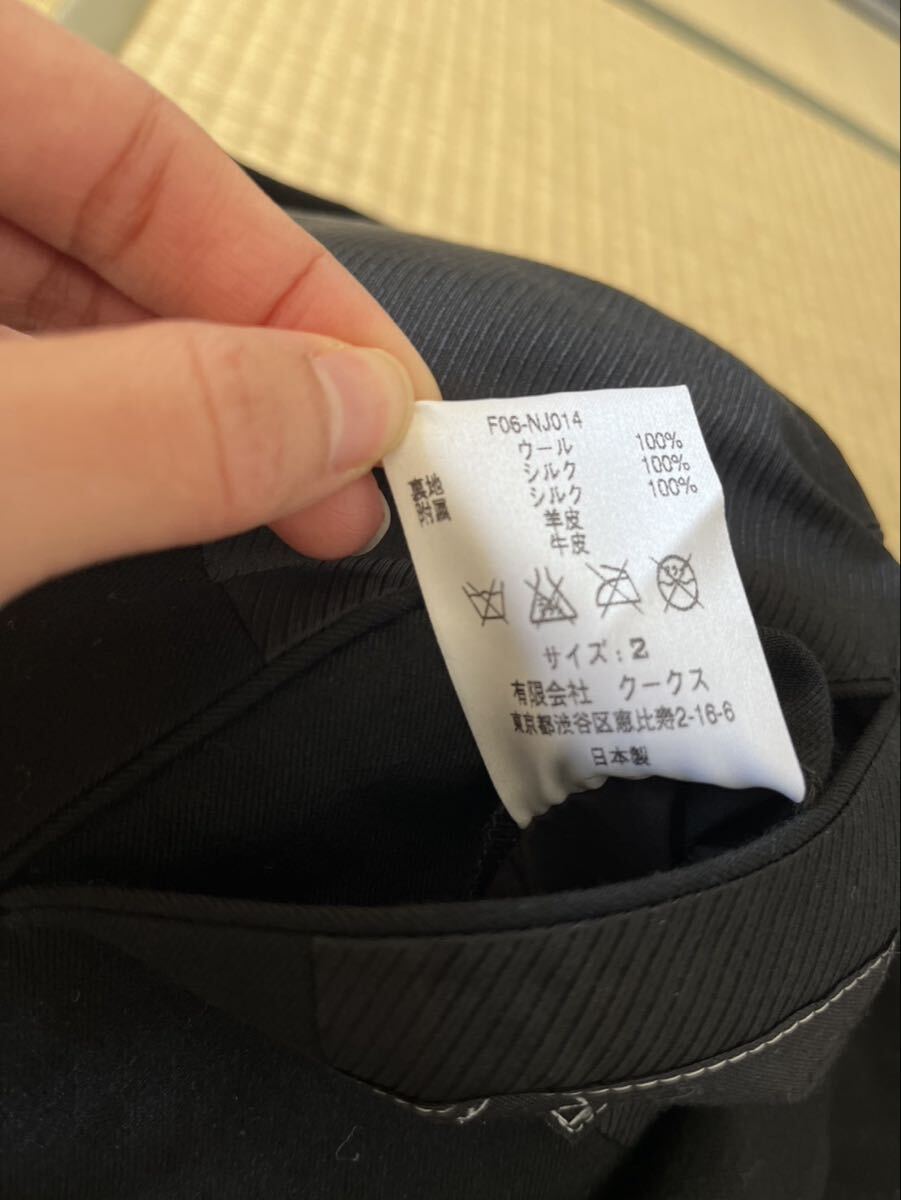 F06-NJ014
ウール 100%
シルク 100%
裏地 シルク 100%
附属 羊皮
牛皮
サイズ：2
有限会社 クークス
東京都渋谷区恵比寿2-16-6
日本製